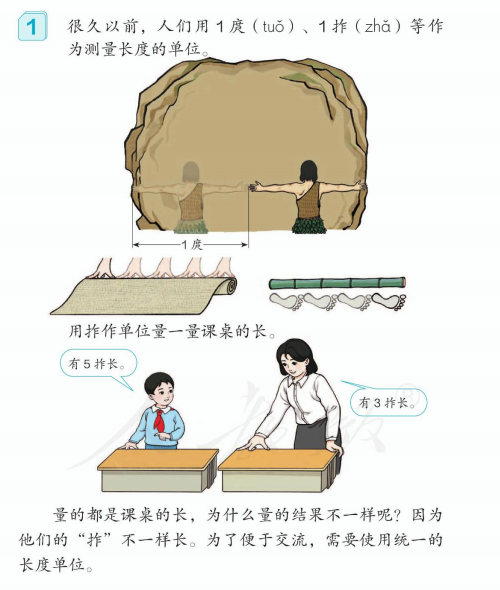 1 很久以前，人们用1庹（tuǒ）、1拃（zhǎ）等作
为测量长度的单位。
1度
用拃作单位量一量课桌的长。
有5拃长。
有3拃长。
量的都是课桌的长，为什么量的结果不一样呢？因为
他们的“拃”不一样长。为了便于交流，需要使用统一的
长度单位。